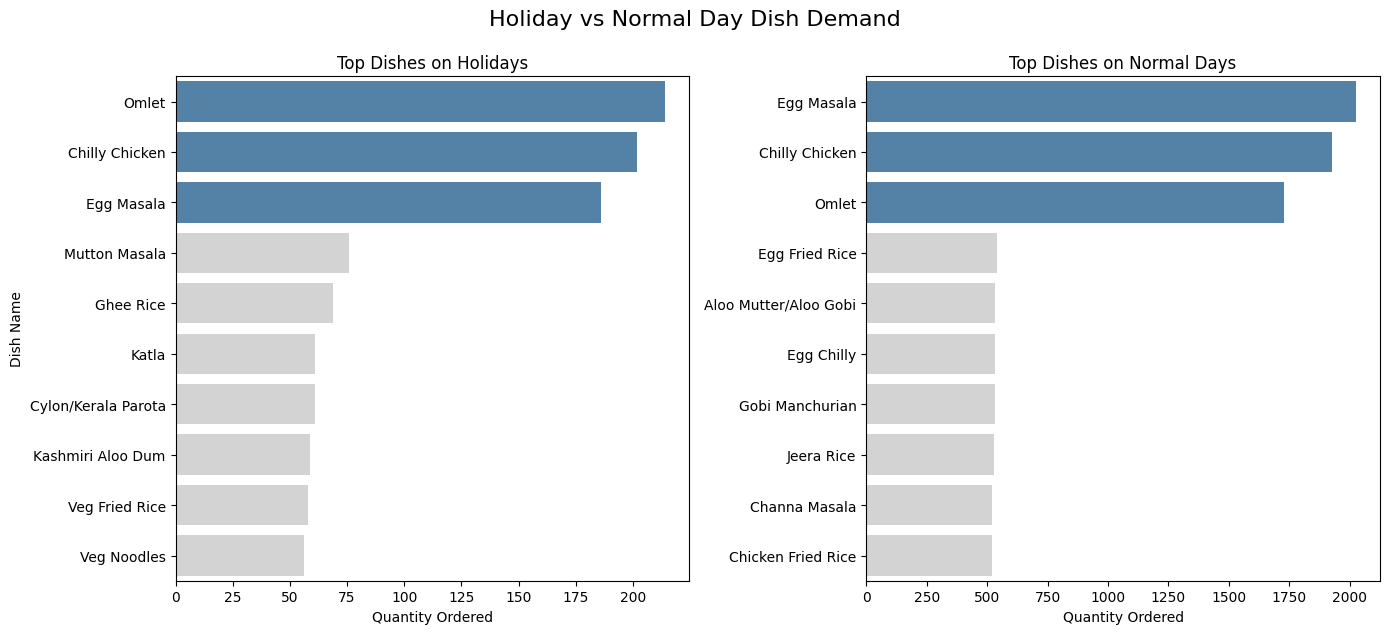 Holiday vs Normal Day Dish Demand
Top Dishes on Holidays
Dish Name
Omlet
Chilly Chicken
Egg Masala
Mutton Masala
Ghee Rice
Katla
Cylon/Kerala Parota
Kashmiri Aloo Dum
Veg Fried Rice
Veg Noodles
0 25 50 75 100 125 150 175 200
Quantity Ordered
Top Dishes on Normal Days
Egg Masala
Chilly Chicken
Omlet
Egg Fried Rice
Aloo Mutter/Aloo Gobi
Egg Chilly
Gobi Manchurian
Jeera Rice
Channa Masala
Chicken Fried Rice
0 250 500 750 1000 1250 1500 1750 2000
Quantity Ordered